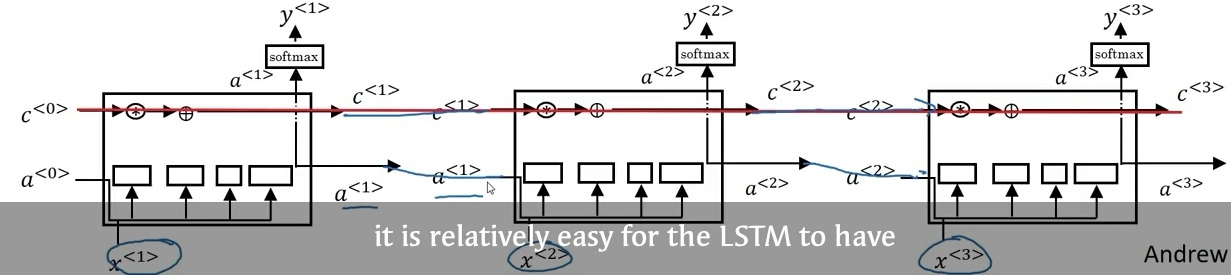 y<1> y<2> y<3>
softmax softmax softmax
a<1> a<2> a<3>
c<0> c<1> c<1> c<2> c<2> c<3>
a<0> a<1> a<1> a<2> a<2> a<3>
it is relatively easy for the LSTM to have
x<1> x<2> x<3> Andrew